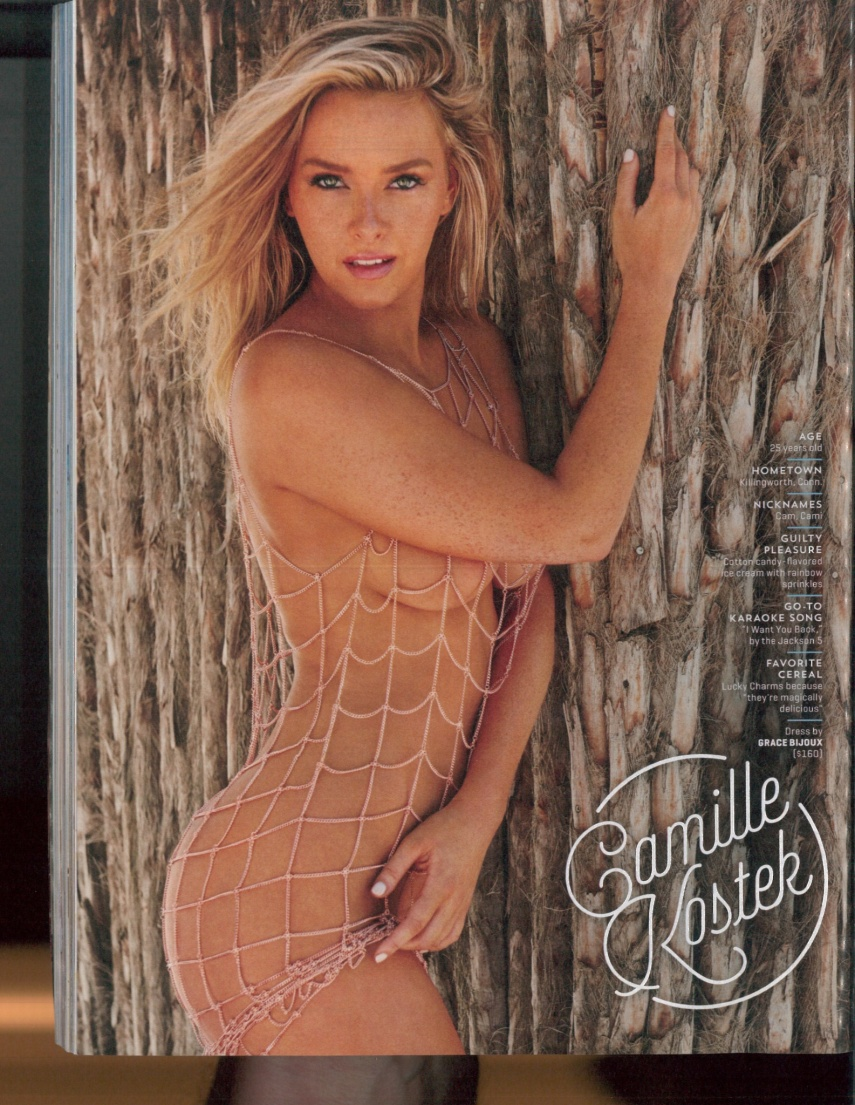 AGE
25 years old
HOMETOWN
Killingworth, Conn.
NICKNAMES
Cam, Cami
GUILTY
PLEASURE
Cotton candy–flavored
ice cream with rainbow
sprinkles
GO-TO
KARAOKE SONG
"I Want You Back,"
by the Jackson 5
FAVORITE
CEREAL
Lucky Charms because
"they're magically
delicious"
Dress by
GRACE BIJOUX
($160)
Camille
Kostek